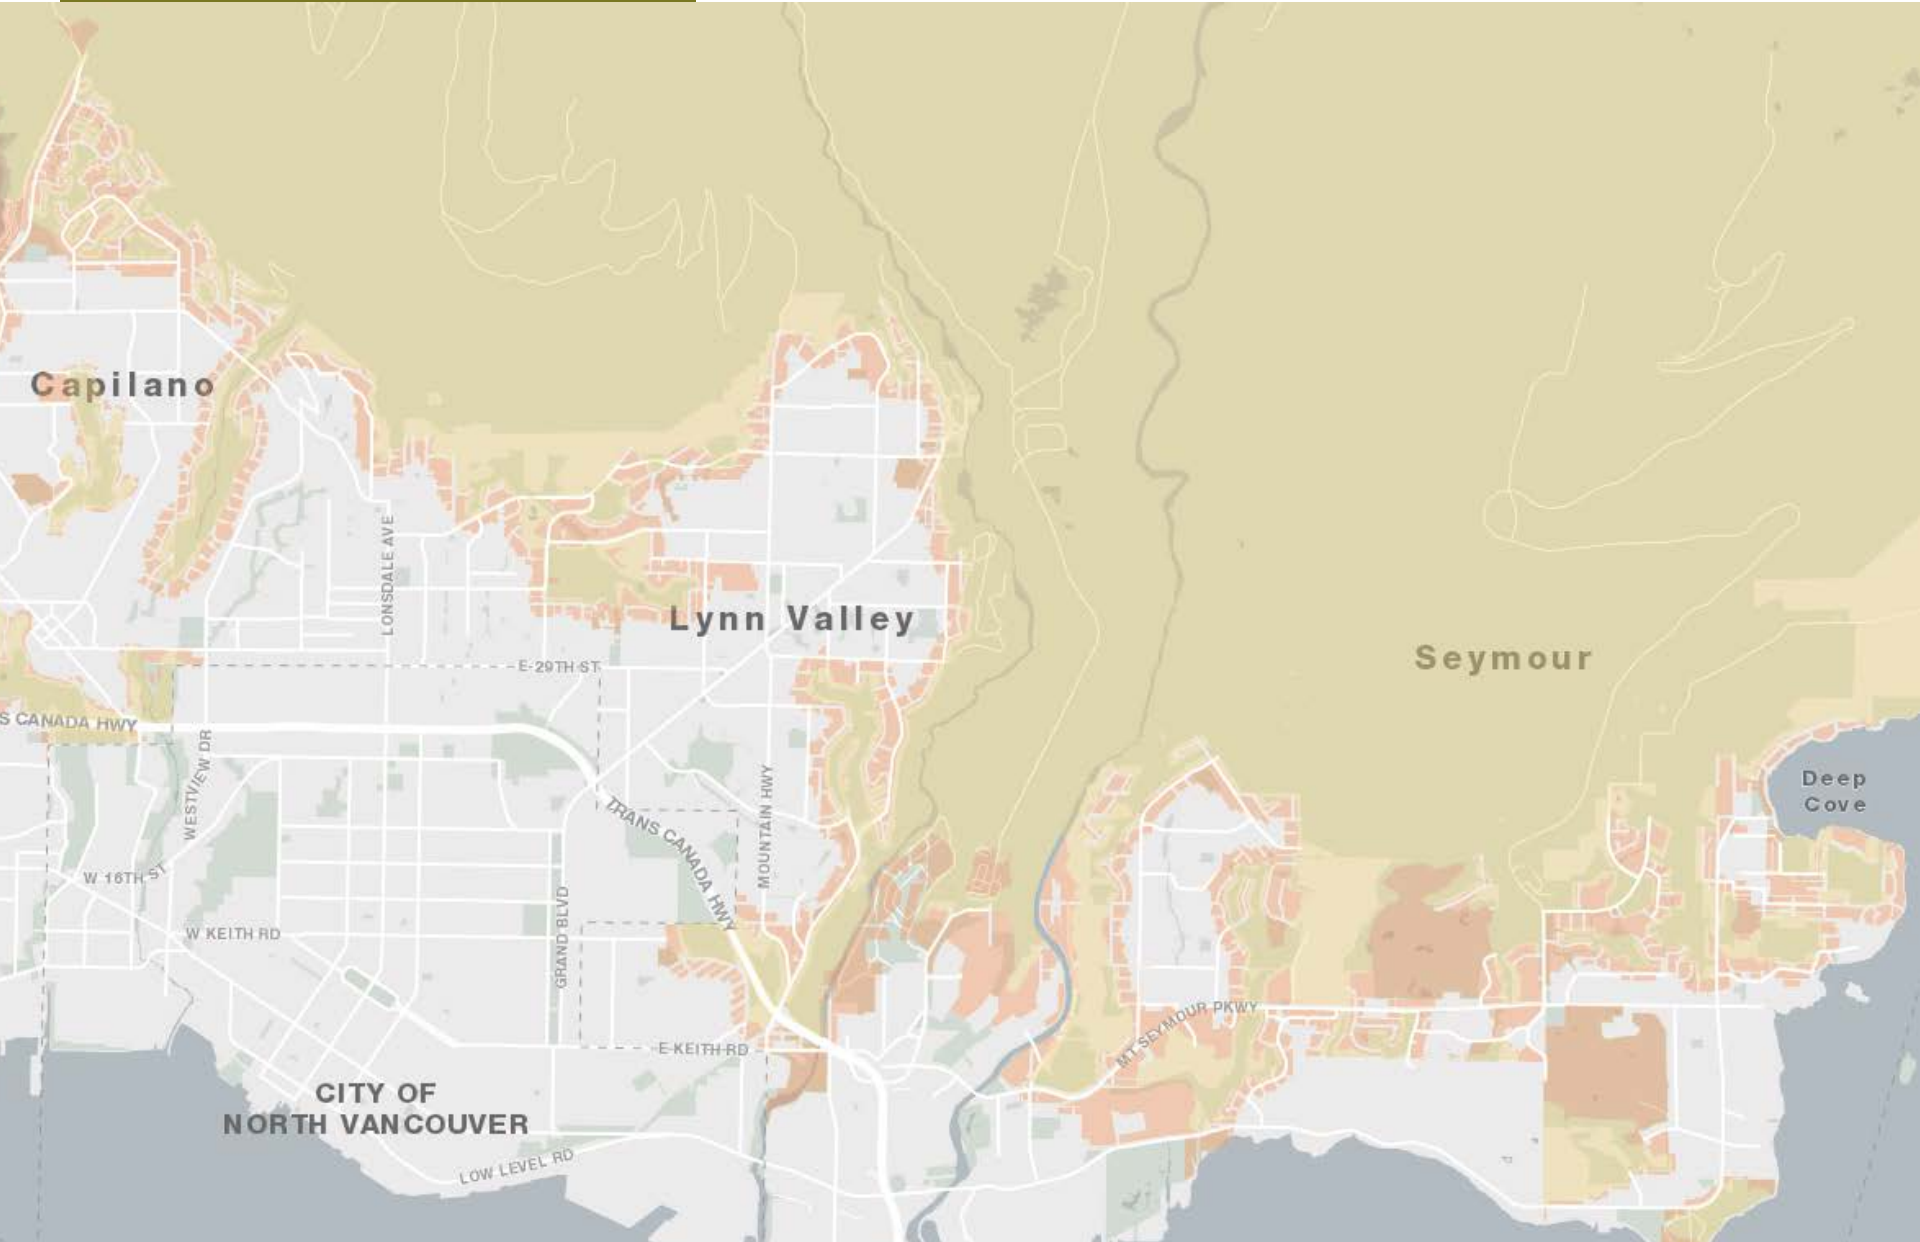 Capilano
LONSDALE AVE
Lynn Valley
Seymour
E 29TH ST
S CANADA HWY
WESTVIEW DR
Deep
Cove
TRANS CANADA HWY
MOUNTAIN HWY
W 16TH ST
GRAND BLVD
W KEITH RD
MT SEYMOUR PKWY
E KEITH RD
CITY OF
NORTH VANCOUVER
LOW LEVEL RD